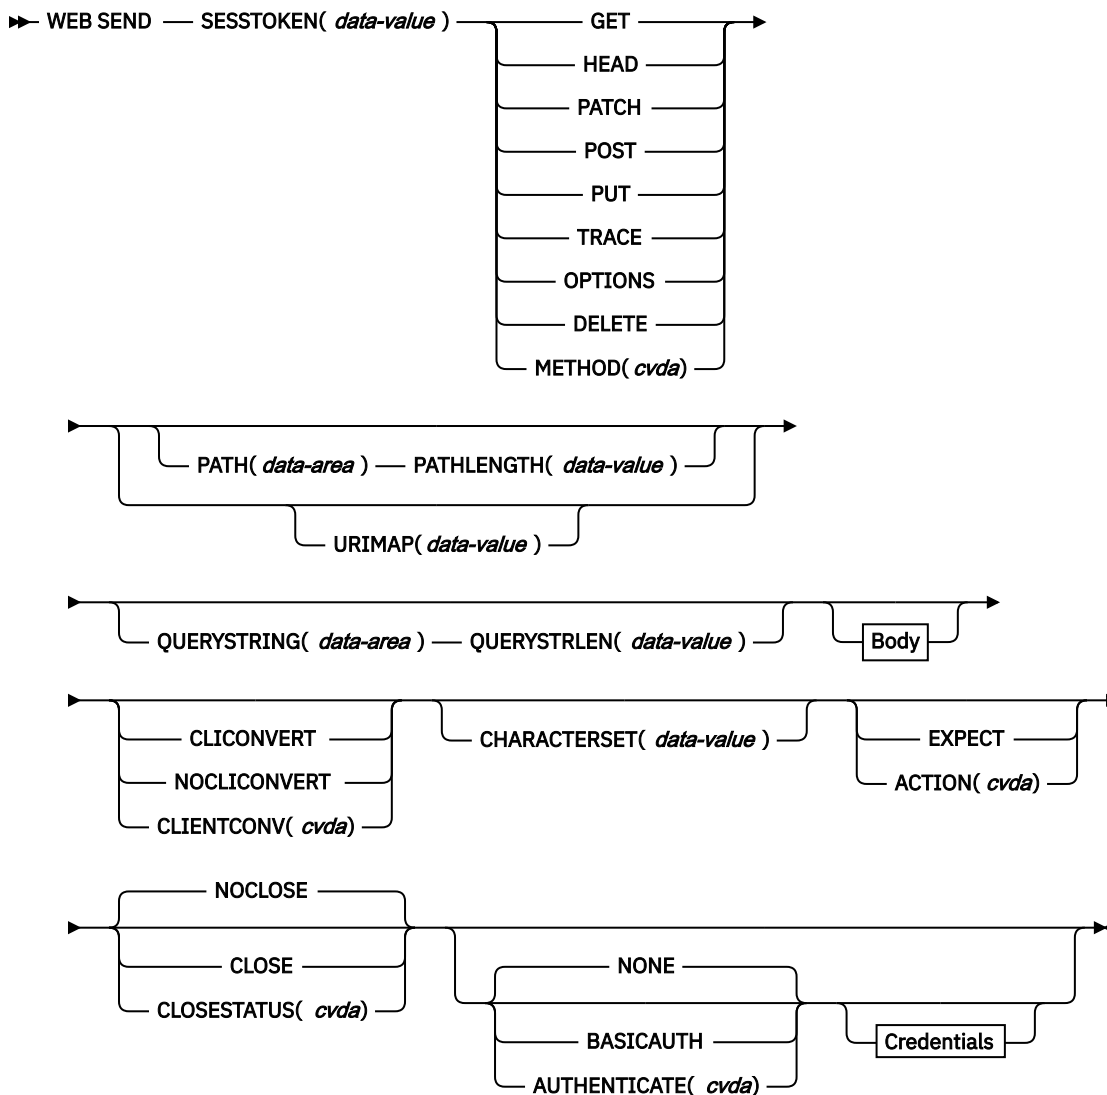 WEB SEND SESSTOKEN( data-value ) GET
HEAD
PATCH
POST
PUT
TRACE
OPTIONS
DELETE
METHOD( cvda)
PATH( data-area ) PATHLENGTH( data-value )
URIMAP( data-value )
QUERYSTRING( data-area ) QUERYSTRLEN( data-value ) Body
CLICONVERT CHARACTERSET( data-value ) EXPECT
NOCLICONVERT ACTION( cvda)
CLIENTCONV( cvda)
NOCLOSE
CLOSE NONE
CLOSESTATUS( cvda)
BASICAUTH Credentials
AUTHENTICATE( cvda)